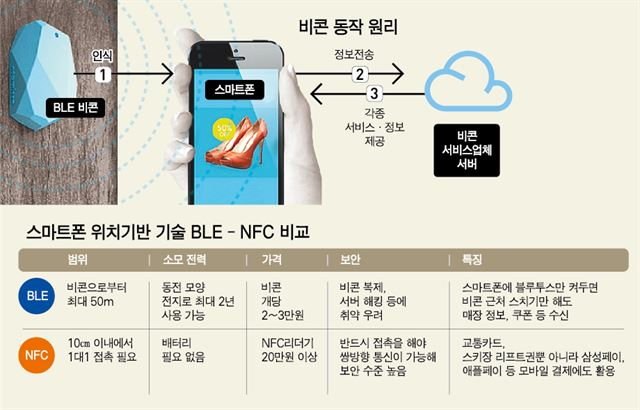 비콘 동작 원리
인식
1
BLE 비콘
스마트폰
50%
OFF
정보전송
2
3
각종
서비스·정보
제공
비콘
서비스업체
서버
스마트폰 위치기반 기술 BLE - NFC 비교
범위 소모 전력 가격 보안 특징
BLE
비콘으로부터
최대 50m
동전 모양
전지로 최대 2년
사용 가능
비콘
개당
2~3만원
비콘 복제,
서버 해킹 등에
취약 우려
스마트폰에 블루투스만 켜두면
비콘 근처 스치기만 해도
매장 정보, 쿠폰 등 수신
NFC
10㎝ 이내에서
1대1 접촉 필요
배터리
필요 없음
NFC리더기
20만원 이상
반드시 접촉을 해야
쌍방향 통신이 가능해
보안 수준 높음
교통카드,
스키장 리프트권뿐 아니라 삼성페이,
애플페이 등 모바일 결제에도 활용